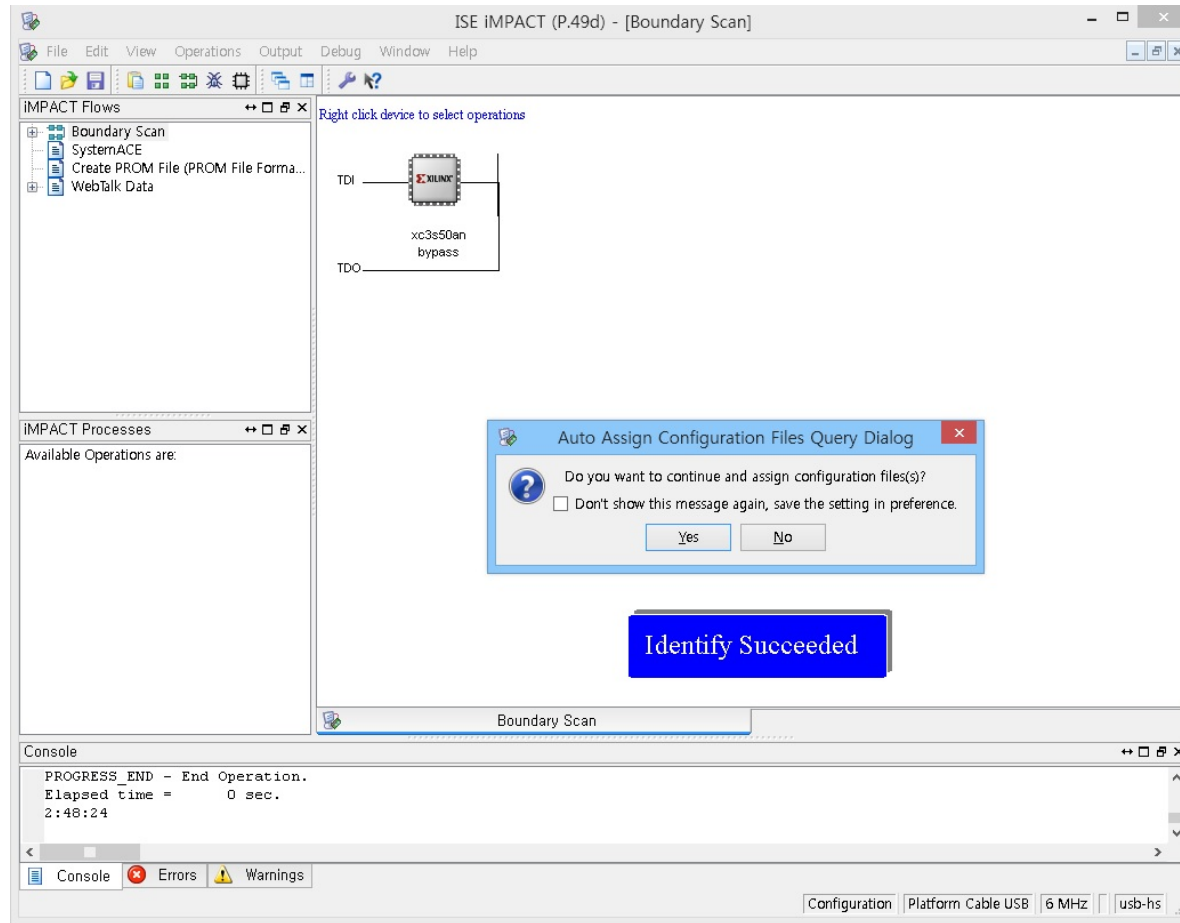 ISE iMPACT (P.49d) - [Boundary Scan]
File Edit View Operations Output Debug Window Help
iMPACT Flows
Boundary Scan
SystemACE
Create PROM File (PROM File Forma...
WebTalk Data
Right click device to select operations
TDI
XILINX
xc3s50an
bypass
TDO
iMPACT Processes
Available Operations are:
Auto Assign Configuration Files Query Dialog
Do you want to continue and assign configuration files(s)?
Don't show this message again, save the setting in preference.
Yes No
Identify Succeeded
Boundary Scan
Console
PROGRESS_END - End Operation.
Elapsed time = 0 sec.
2:48:24
Console Errors Warnings
Configuration Platform Cable USB 6 MHz usb-hs